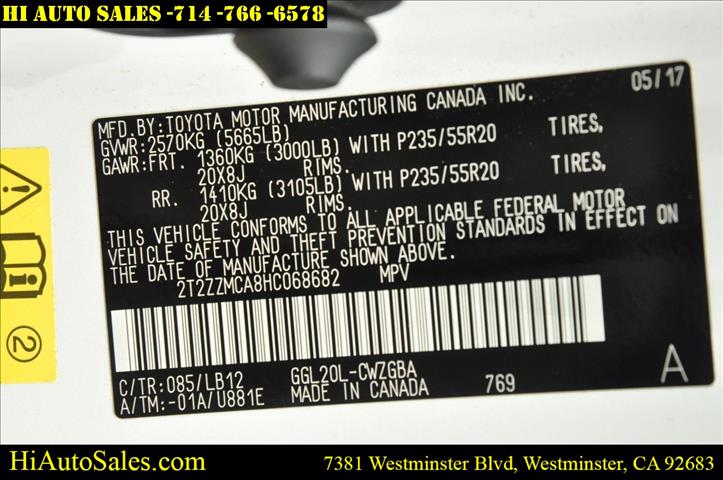 HI AUTO SALES -714 -766 -6578
05/17
MFD. BY: TOYOTA MOTOR MANUFACTURING CANADA INC.
GVWR: 2570KG (5665LB)
GAWR: FRT. 1360KG (3000LB) WITH P235/55R20 TIRES,
20X8J RIMS.
RR. 1410KG (3105LB) WITH P235/55R20 TIRES,
20X8J RIMS.
THIS VEHICLE CONFORMS TO ALL APPLICABLE FEDERAL MOTOR
VEHICLE SAFETY AND THEFT PREVENTION STANDARDS IN EFFECT ON
THE DATE OF MANUFACTURE SHOWN ABOVE.
2T2ZZMCA8HC068682 MPV
C/TR: 085/LB12 GGL20L-CWZGBA
A/TM:-01A/U881E MADE IN CANADA 769 A
2
HiAutoSales.com 7381 Westminster Blvd, Westminster, CA 92683